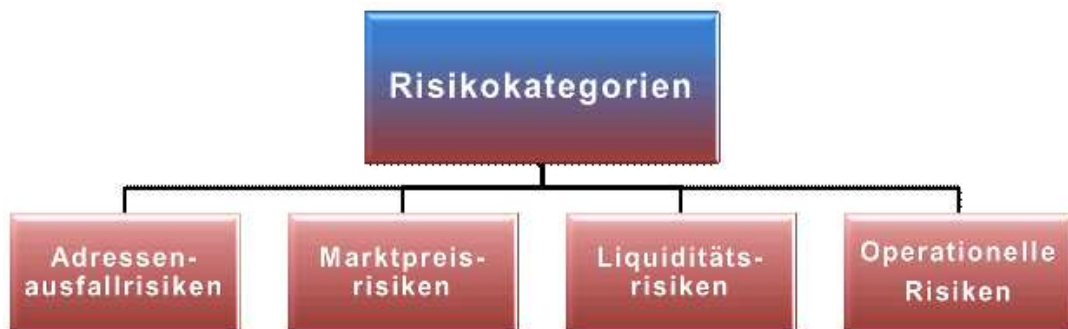 Risikokategorien
Adressen-
ausfallrisiken
Marktpreis-
risiken
Liquiditäts-
risiken
Operationelle
Risiken